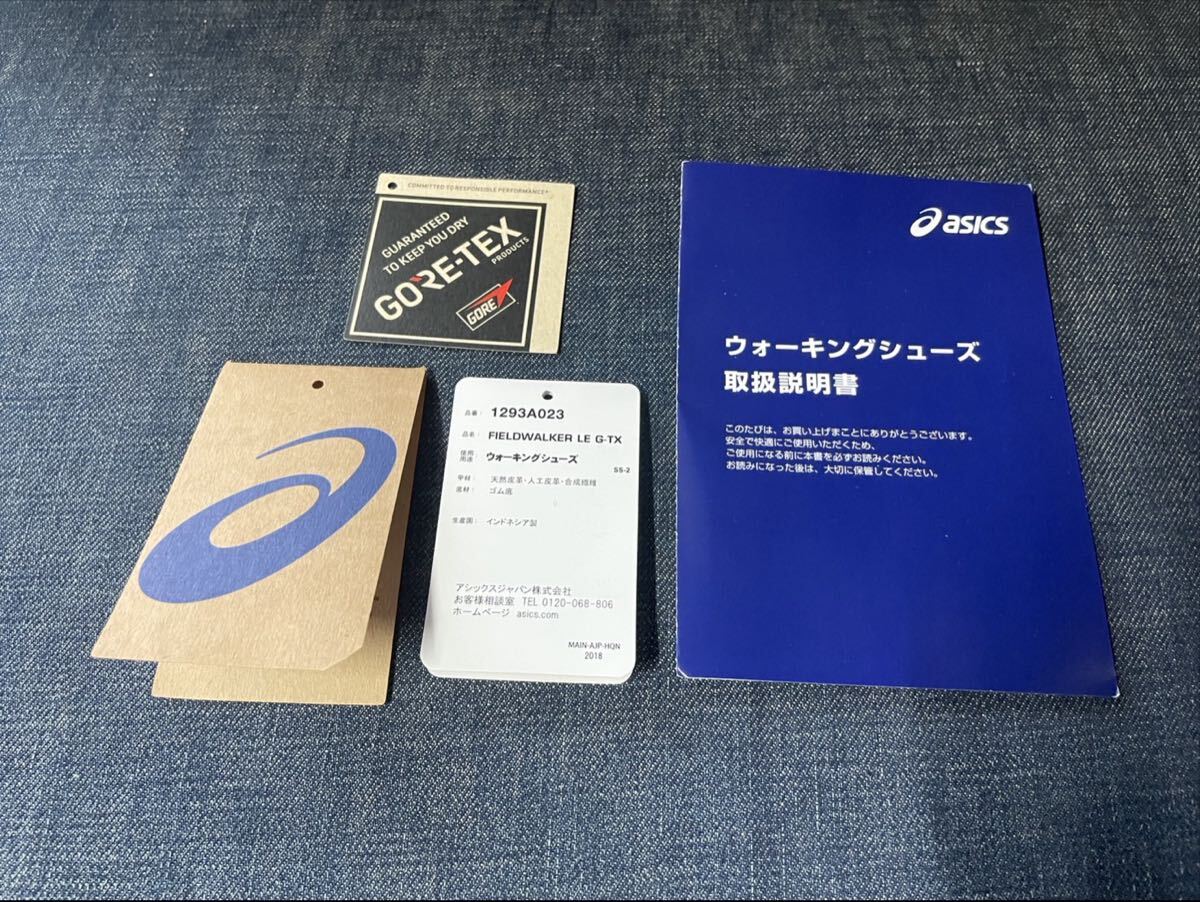 COMMITTED TO RESPONSIBLE PERFORMANCE+
GUARANTEED
TO KEEP YOU DRY
GORE-TEX
PRODUCTS
GORE
品番： 1293A023
品名： FIELDWALKER LE G-TX
使用用途： ウォーキングシューズ
SS-2
甲材： 天然皮革・人工皮革・合成繊維
底材： ゴム底
生産国： インドネシア製
アシックスジャパン株式会社
お客様相談室 TEL 0120-068-806
ホームページ asics.com
MAIN-AJP-HQN
2018
asics
ウォーキングシューズ
取扱説明書
このたびは、お買い上げまことにありがとうございます。
安全で快適にご使用いただくため、
ご使用になる前に本書を必ずお読みください。
お読みになった後は、大切に保管してください。